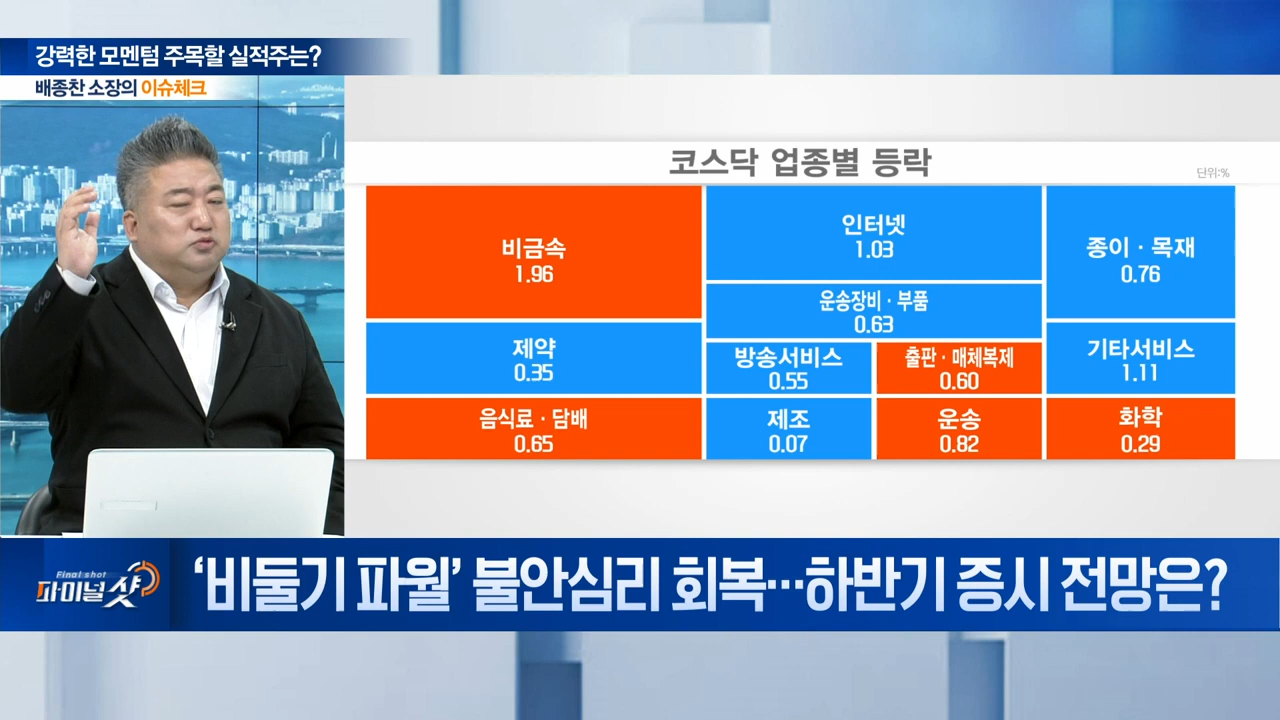 강력한 모멘텀 주목할 실적주는?
배종찬 소장의 이슈체크
코스닥 업종별 등락
단위:%
비금속
1.96
인터넷
1.03
종이·목재
0.76
운송장비·부품
0.63
제약
0.35
방송서비스
0.55
출판·매체복제
0.60
기타서비스
1.11
음식료·담배
0.65
제조
0.07
운송
0.82
화학
0.29
Final shot
파이널 샷
‘비둘기 파월’ 불안심리 회복…하반기 증시 전망은?